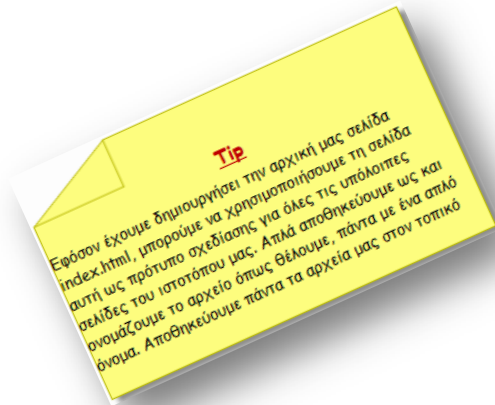 Tip
Εφόσον έχουμε δημιουργήσει την αρχική μας σελίδα
index.html, μπορούμε να χρησιμοποιήσουμε τη σελίδα
αυτή ως πρότυπο σχεδίασης για όλες τις υπόλοιπες
σελίδες του ιστοτόπου μας. Απλά αποθηκεύουμε ως και
ονομάζουμε το αρχείο όπως θέλουμε, πάντα με ένα απλό
όνομα. Αποθηκεύουμε πάντα τα αρχεία μας στον τοπικό